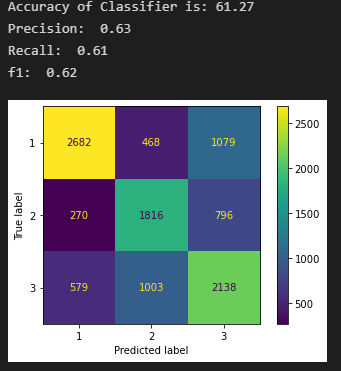 Accuracy of Classifier is: 61.27
Precision:  0.63
Recall:  0.61
f1:  0.62
2682 468 1079
270 1816 796
579 1003 2138
1
2
3
True label
1 2 3
Predicted label
2500
2000
1500
1000
500